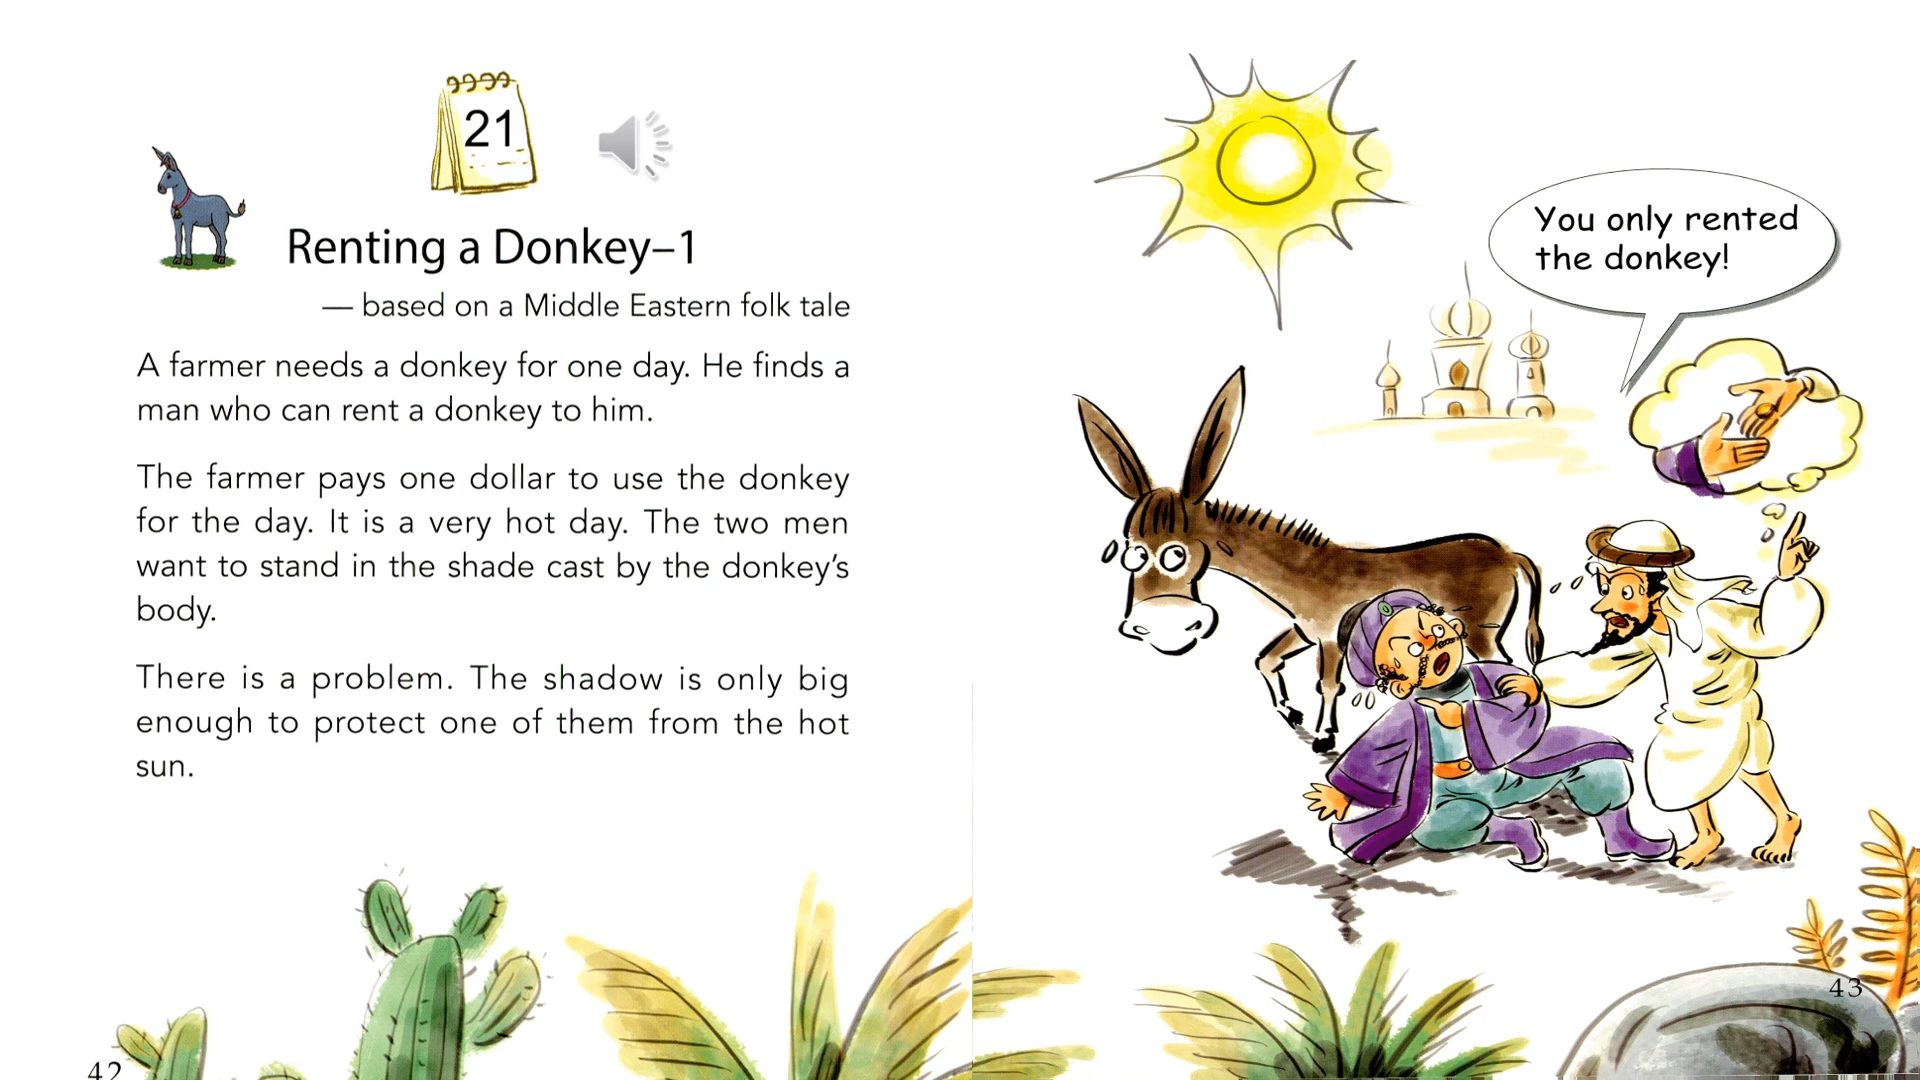 21
Renting a Donkey–1
— based on a Middle Eastern folk tale
A farmer needs a donkey for one day. He finds a
man who can rent a donkey to him.
The farmer pays one dollar to use the donkey
for the day. It is a very hot day. The two men
want to stand in the shade cast by the donkey’s
body.
There is a problem. The shadow is only big
enough to protect one of them from the hot
sun.
42
You only rented
the donkey!
43